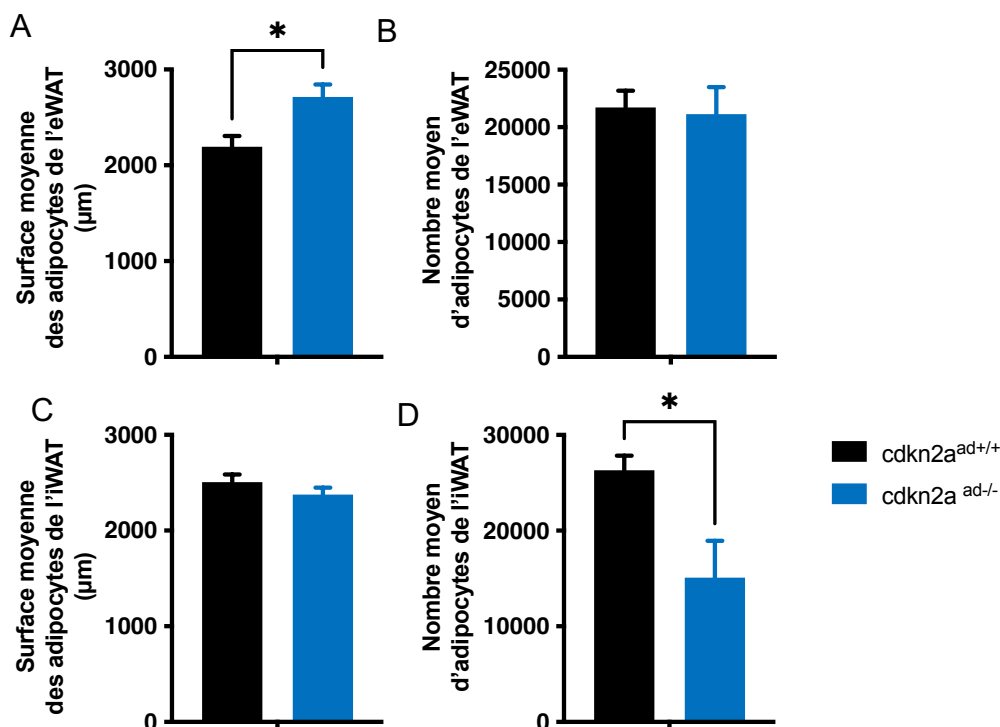 A
*
Surface moyenne
des adipocytes de l’eWAT
(µm)
3000
2000
1000
0
B
Nombre moyen
d’adipocytes de l’eWAT
25000
20000
15000
10000
5000
0
C
Surface moyenne
des adipocytes de l’iWAT
(µm)
3000
2000
1000
0
D
*
Nombre moyen
d’adipocytes de l’iWAT
30000
20000
10000
0
cdkn2a ad+/+
cdkn2a ad-/-